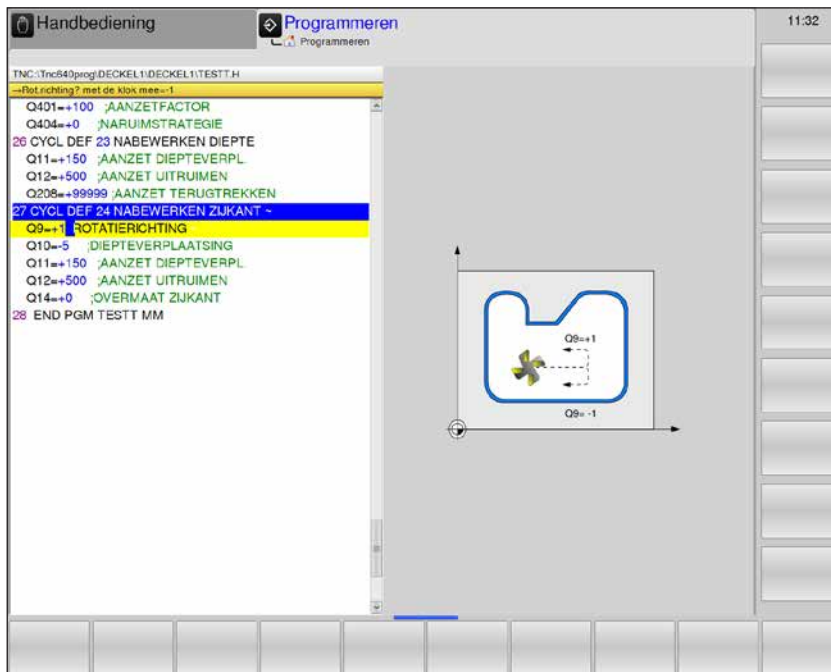 Handbediening
Programmeren
Programmeren
11:32
TNC:\Tnc640prog\DECKEL1\DECKEL1\TESTT.H
→Rot.richting? met de klok mee=-1
Q401=+100 ;AANZETFACTOR
Q404=+0 ;NARUIMSTRATEGIE
26 CYCL DEF 23 NABEWERKEN DIEPTE
Q11=+150 ;AANZET DIEPTEVERPL.
Q12=+500 ;AANZET UITRUIMEN
Q208=+99999 ;AANZET TERUGTREKKEN
27 CYCL DEF 24 NABEWERKEN ZIJKANT ~
Q9=+1 ROTATIERICHTING
Q10=-5 ;DIEPTEVERPLAATSING
Q11=+150 ;AANZET DIEPTEVERPL.
Q12=+500 ;AANZET UITRUIMEN
Q14=+0 ;OVERMAAT ZIJKANT
28 END PGM TESTT MM
Q9=+1
Q9= -1